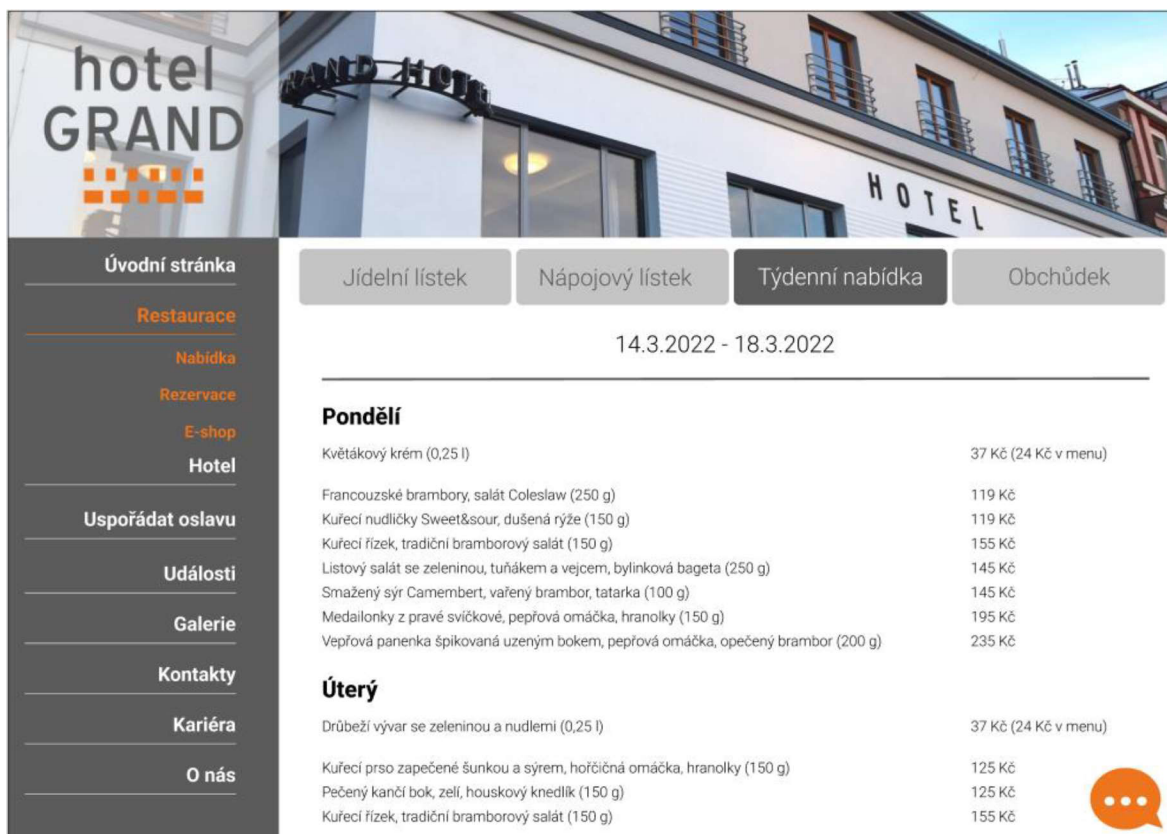 hotel
GRAND
GRAND HOTEL
HOTEL
Úvodní stránka
Restaurace
Nabídka
Rezervace
E-shop
Hotel
Uspořádat oslavu
Události
Galerie
Kontakty
Kariéra
O nás
Jídelní lístek
Nápojový lístek
Týdenní nabídka
Obchůdek
14.3.2022 - 18.3.2022
Pondělí
Květákový krém (0,25 l) 37 Kč (24 Kč v menu)
Francouzské brambory, salát Coleslaw (250 g) 119 Kč
Kuřecí nudličky Sweet&sour, dušená rýže (150 g) 119 Kč
Kuřecí řízek, tradiční bramborový salát (150 g) 155 Kč
Listový salát se zeleninou, tuňákem a vejcem, bylinková bageta (250 g) 145 Kč
Smažený sýr Camembert, vařený brambor, tatarka (100 g) 145 Kč
Medailonky z pravé svíčkové, pepřová omáčka, hranolky (150 g) 195 Kč
Vepřová panenka špikovaná uzeným bokem, pepřová omáčka, opečený brambor (200 g) 235 Kč
Úterý
Drůbeží vývar se zeleninou a nudlemi (0,25 l) 37 Kč (24 Kč v menu)
Kuřecí prso zapečené šunkou a sýrem, hořčičná omáčka, hranolky (150 g) 125 Kč
Pečený kančí bok, zelí, houskový knedlík (150 g) 125 Kč
Kuřecí řízek, tradiční bramborový salát (150 g) 155 Kč